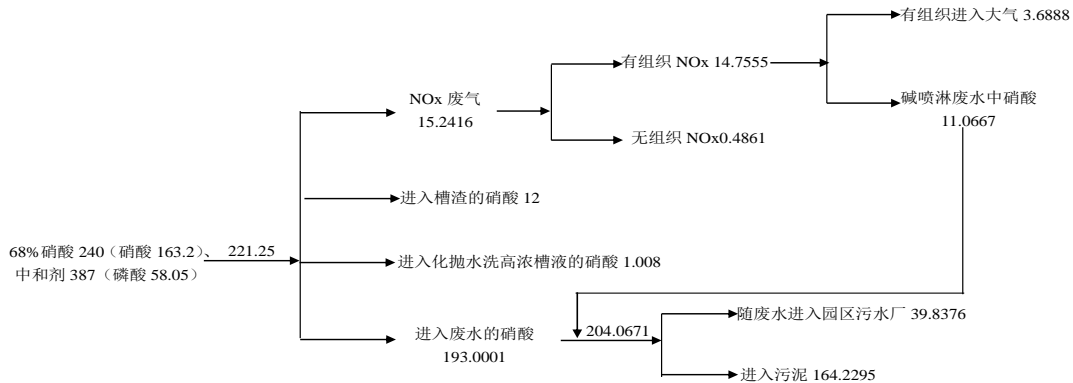 有组织进入大气 3.6888
有组织 NOx 14.7555
NOx 废气
15.2416
碱喷淋废水中硝酸
11.0667
无组织 NOx0.4861
进入槽渣的硝酸 12
68%硝酸 240（硝酸 163.2）、
中和剂 387（磷酸 58.05）
221.25
进入化抛水洗高浓槽液的硝酸 1.008
随废水进入园区污水厂 39.8376
进入废水的硝酸
193.0001
204.0671
进入污泥 164.2295